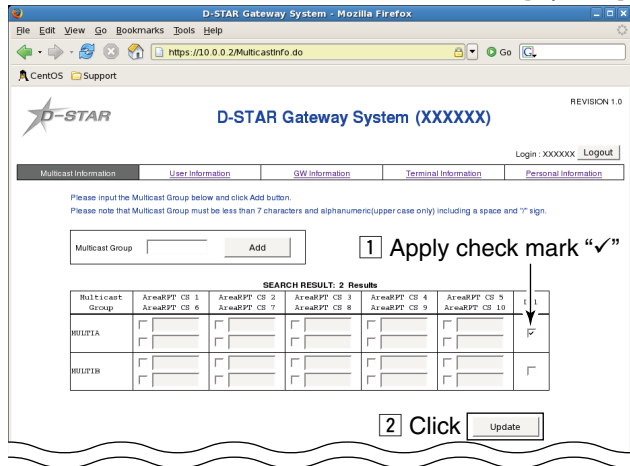 D-STAR Gateway System - Mozilla Firefox
File Edit View Go Bookmarks Tools Help
https://10.0.0.2/MulticastInfo.do Go G
CentOS Support
D-STAR
REVISION 1.0
D-STAR Gateway System (XXXXXX)
Login : XXXXXX Logout
Multicast Information User Information GW Information Terminal Information Personal Information
Please input the Multicast Group below and click Add button.
Please note that Multicast Group must be less than 7 characters and alphanumeric(upper case only) including a space and "/" sign.
Multicast Group Add
1 Apply check mark “✓”
SEARCH RESULT: 2 Results
Multicast Group AreaRPT CS 1 AreaRPT CS 2 AreaRPT CS 3 AreaRPT CS 4 AreaRPT CS 5
AreaRPT CS 6 AreaRPT CS 7 AreaRPT CS 8 AreaRPT CS 9 AreaRPT CS 10
MULTIA
MULTIB
2 Click Update